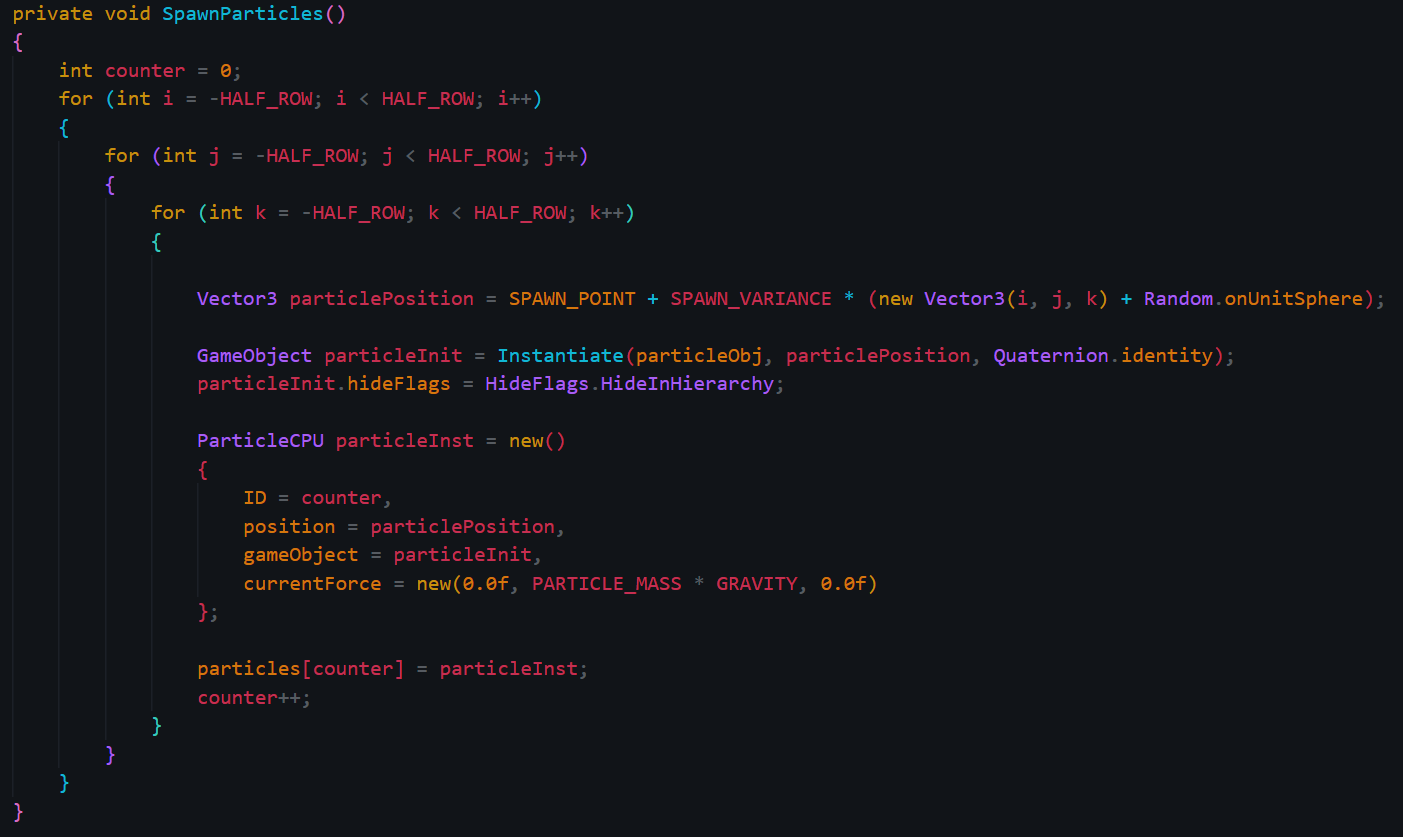 private void SpawnParticles()
{
    int counter = 0;
    for (int i = -HALF_ROW; i < HALF_ROW; i++)
    {
        for (int j = -HALF_ROW; j < HALF_ROW; j++)
        {
            for (int k = -HALF_ROW; k < HALF_ROW; k++)
            {

                Vector3 particlePosition = SPAWN_POINT + SPAWN_VARIANCE * (new Vector3(i, j, k) + Random.onUnitSphere);

                GameObject particleInit = Instantiate(particleObj, particlePosition, Quaternion.identity);
                particleInit.hideFlags = HideFlags.HideInHierarchy;

                ParticleCPU particleInst = new()
                {
                    ID = counter,
                    position = particlePosition,
                    gameObject = particleInit,
                    currentForce = new(0.0f, PARTICLE_MASS * GRAVITY, 0.0f)
                };

                particles[counter] = particleInst;
                counter++;
            }
        }
    }
}